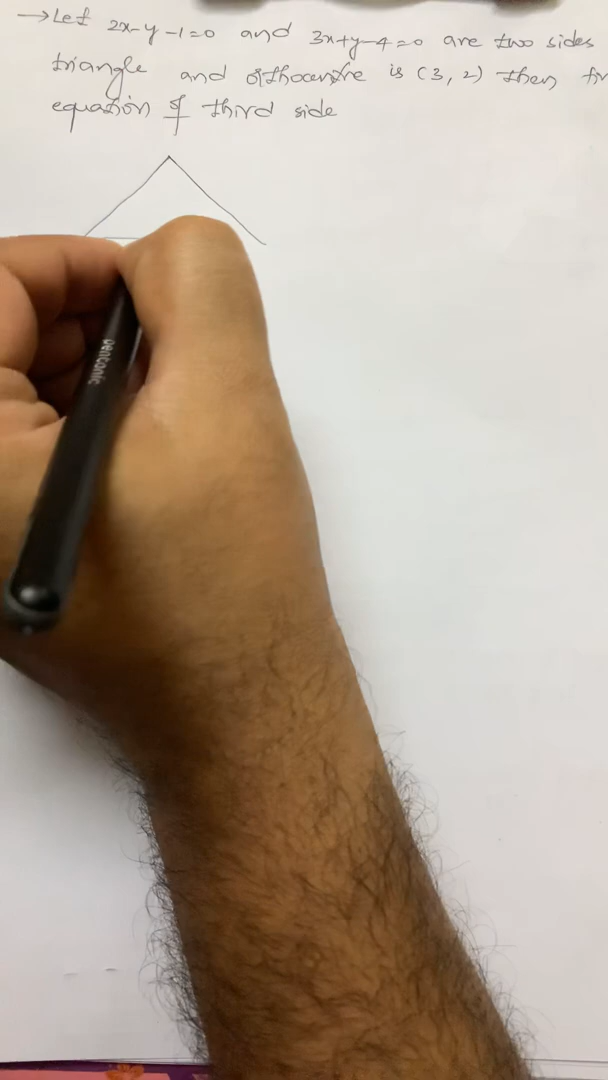 → Let 2x-y-1=0 and 3x+y-4=0 are two sides
triangle and orthocentre is (3, 2) then
equation of third side
pentonic